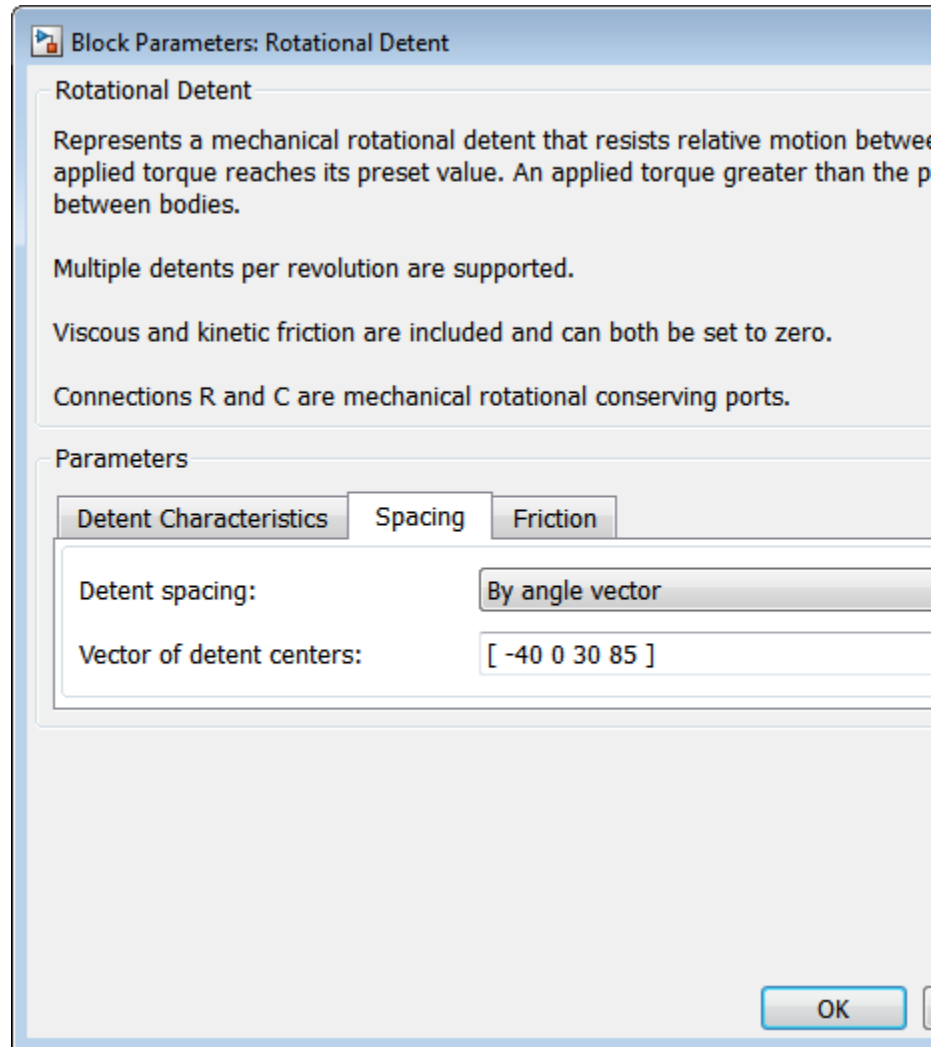 Block Parameters: Rotational Detent
Rotational Detent
Represents a mechanical rotational detent that resists relative motion
applied torque reaches its preset value. An applied torque greater than the
between bodies.
Multiple detents per revolution are supported.
Viscous and kinetic friction are included and can both be set to zero.
Connections R and C are mechanical rotational conserving ports.
Parameters
Detent Characteristics Spacing Friction
Detent spacing: By angle vector
Vector of detent centers: [ -40 0 30 85 ]
OK